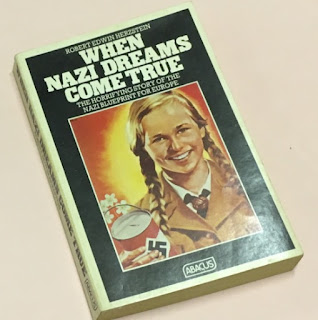 ROBERT EDWIN HERZSTEIN
WHEN
NAZI DREAMS
COME TRUE
THE HORRIFYING STORY OF THE
NAZI BLUEPRINT FOR EUROPE
ABACUS